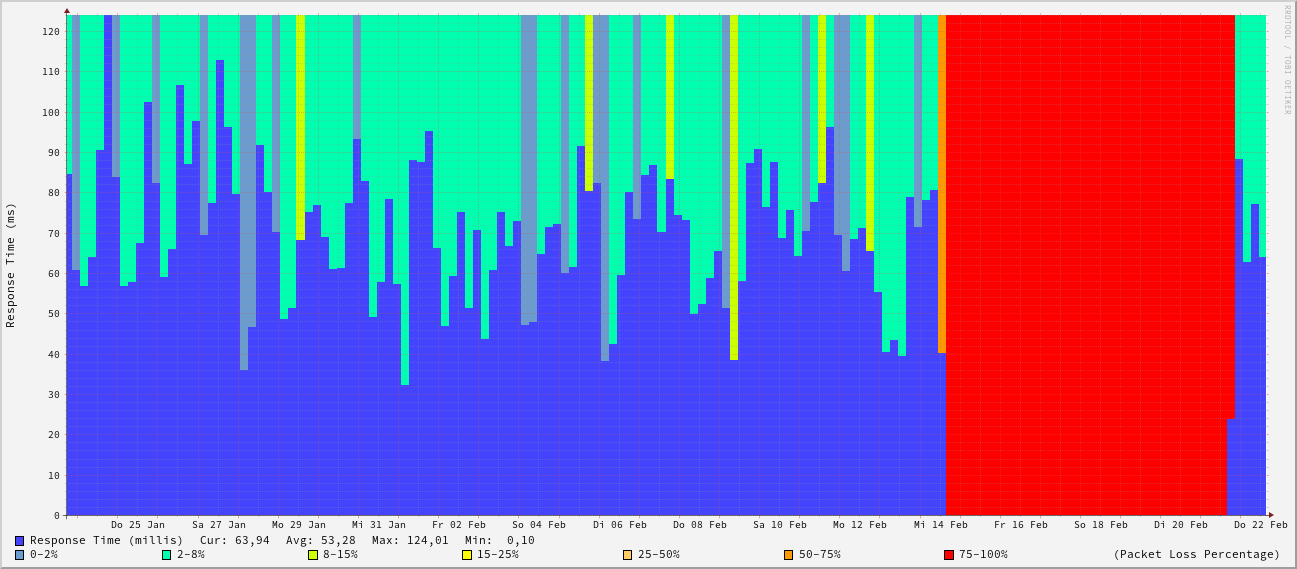 RRDTOOL / TOBI OETIKER
Response Time (ms)
120
110
100
90
80
70
60
50
40
30
20
10
0
Do 25 Jan Sa 27 Jan Mo 29 Jan Mi 31 Jan Fr 02 Feb So 04 Feb Di 06 Feb Do 08 Feb Sa 10 Feb Mo 12 Feb Mi 14 Feb Fr 16 Feb So 18 Feb Di 20 Feb Do 22 Feb
Response Time (millis) Cur: 63,94 Avg: 53,28 Max: 124,01 Min: 0,10
0-2% 2-8% 8-15% 15-25% 25-50% 50-75% 75-100% (Packet Loss Percentage)